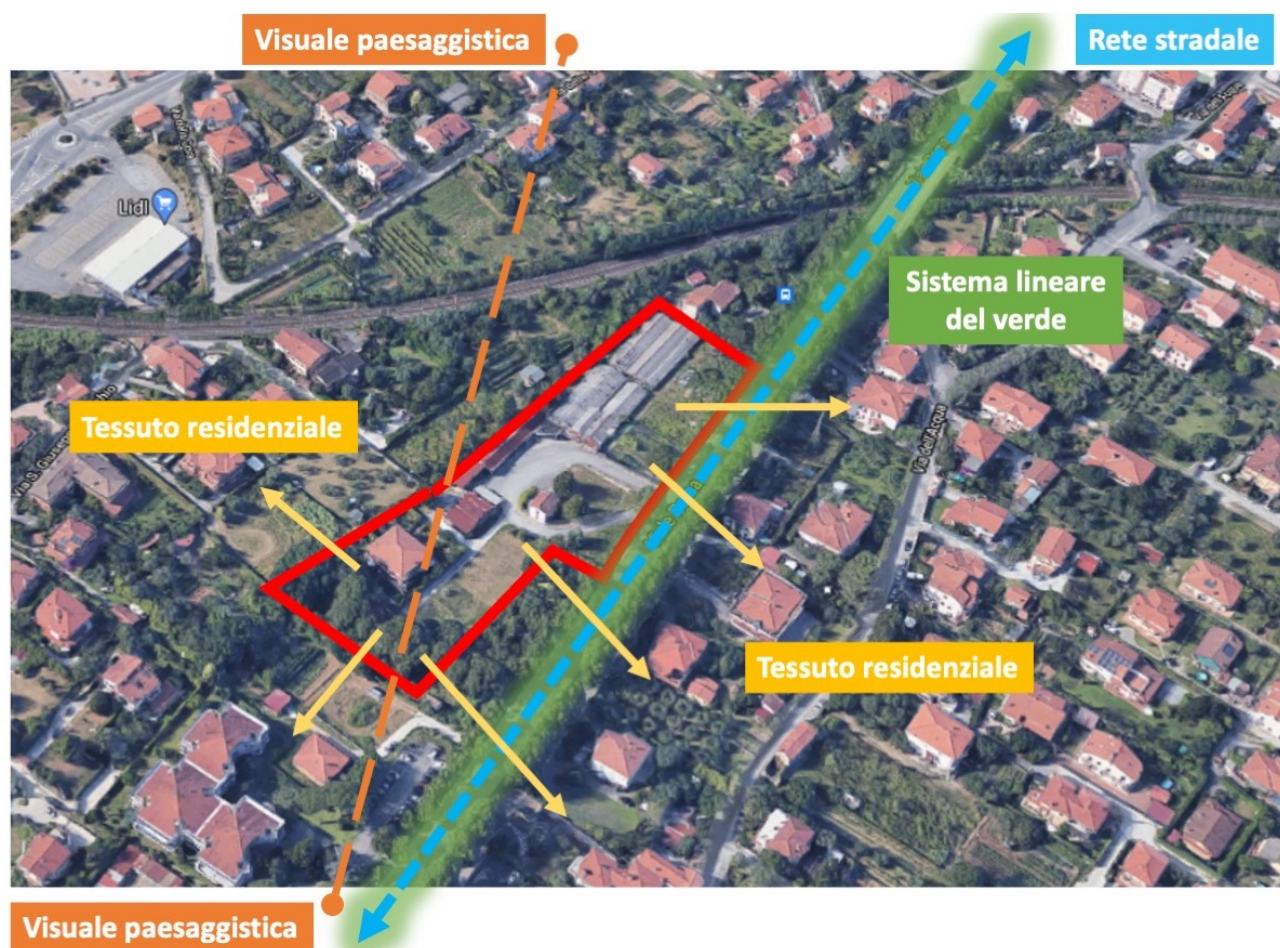 Visuale paesaggistica
Rete stradale
Lidl
Sistema lineare
del verde
Tessuto residenziale
Via dell'Acqua
Tessuto residenziale
Visuale paesaggistica